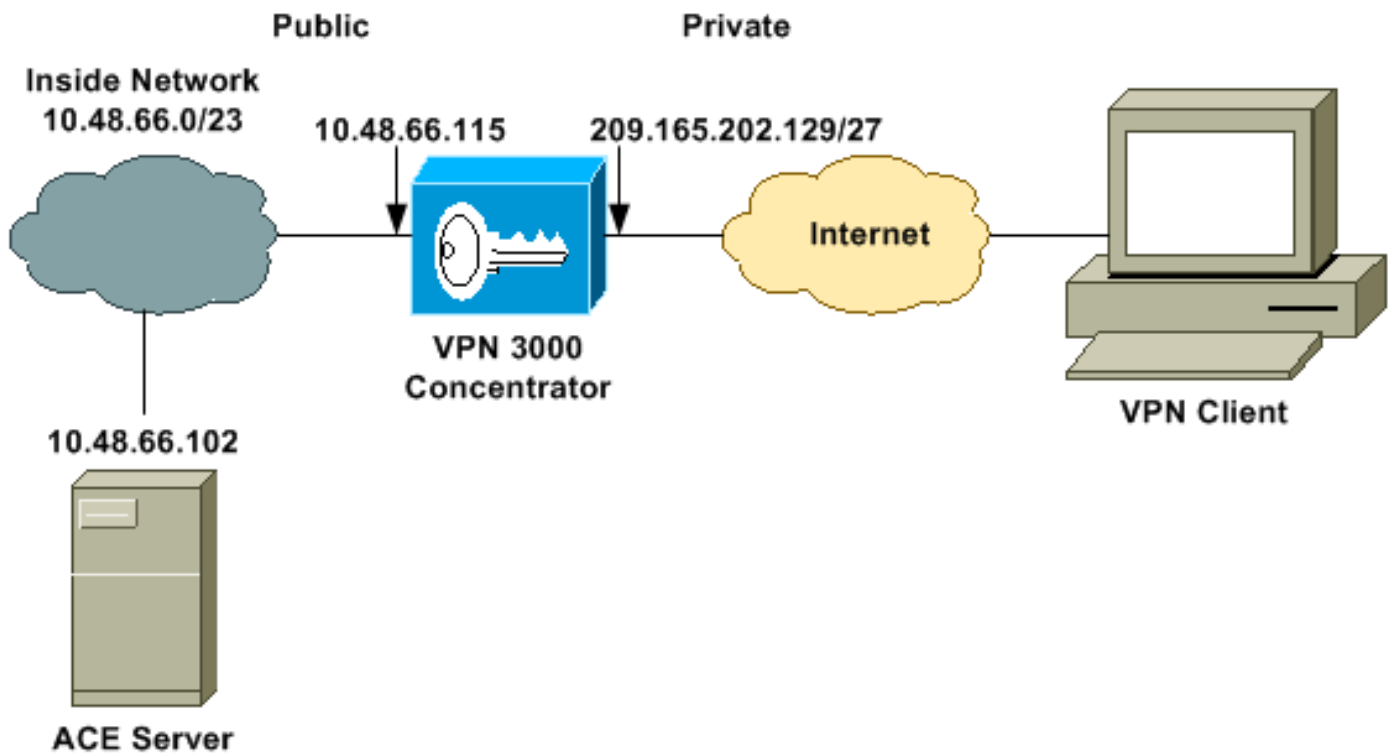 Public
Private
Inside Network
10.48.66.0/23
10.48.66.115
209.165.202.129/27
Internet
VPN 3000
Concentrator
VPN Client
10.48.66.102
ACE Server